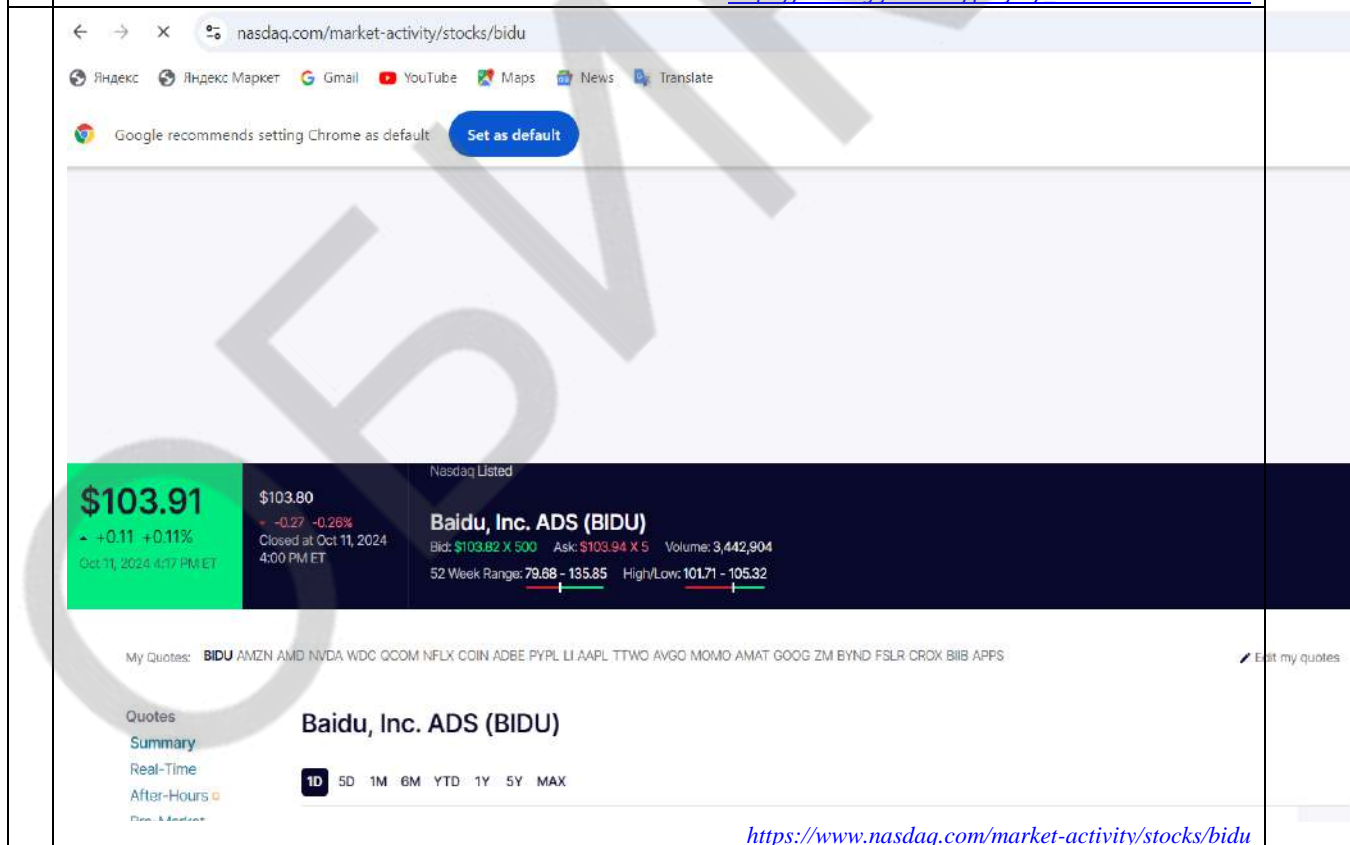 nasdaq.com/market-activity/stocks/bidu
Яндекс Яндекс Маркет Gmail YouTube Maps News Translate
Google recommends setting Chrome as default Set as default
Nasdaq Listed
$103.91
+0.11 +0.11%
Oct 11, 2024 4:17 PM ET
$103.80
-0.27 -0.26%
Closed at Oct 11, 2024
4:00 PM ET
Baidu, Inc. ADS (BIDU)
Bid: $103.82 X 500 Ask: $103.94 X 5 Volume: 3,442,904
52 Week Range: 79.68 - 135.85 High/Low: 101.71 - 105.32
My Quotes: BIDU AMZN AMD NVDA WDC QCOM NFLX COIN ADBE PYPL LI AAPL TTWO AVGO MOMO AMAT GOOG ZM BYND FSLR CROX BIIB APPS
Edit my quotes
Quotes
Summary
Real-Time
After-Hours
Baidu, Inc. ADS (BIDU)
1D 5D 1M 6M YTD 1Y 5Y MAX
https://www.nasdaq.com/market-activity/stocks/bidu